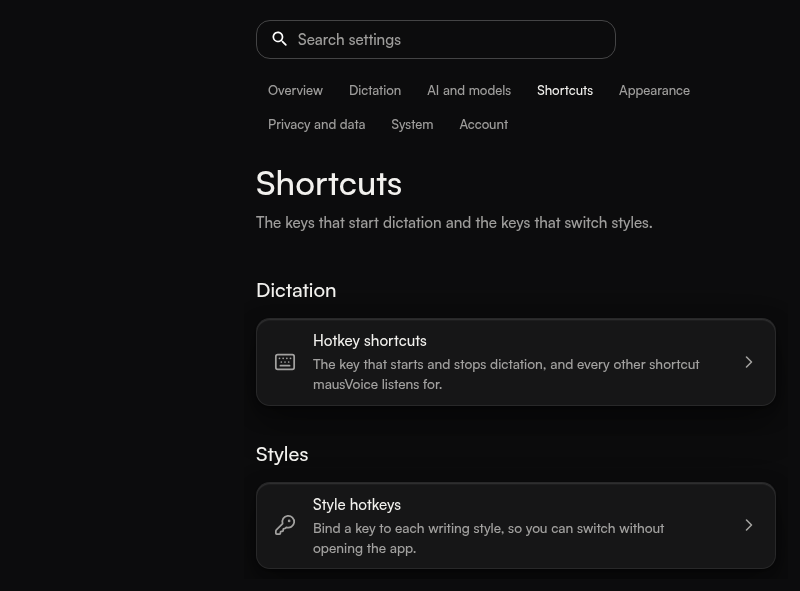 Search settings
Overview Dictation AI and models Shortcuts Appearance
Privacy and data System Account
Shortcuts
The keys that start dictation and the keys that switch styles.
Dictation
Hotkey shortcuts
The key that starts and stops dictation, and every other shortcut
mausVoice listens for.
Styles
Style hotkeys
Bind a key to each writing style, so you can switch without
opening the app.